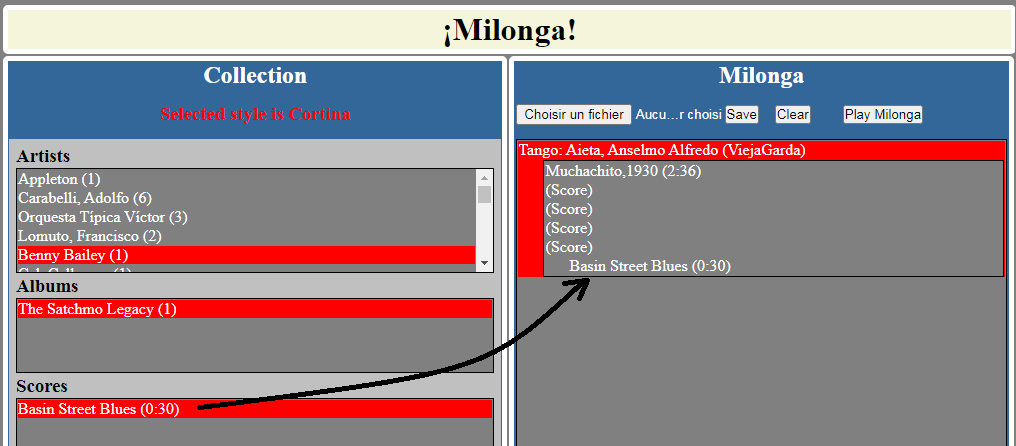 ¡Milonga!
Collection
Selected style is Cortina
Artists
Appleton (1)
Carabelli, Adolfo (6)
Orquesta Típica Víctor (3)
Lomuto, Francisco (2)
Benny Bailey (1)
Albums
The Satchmo Legacy (1)
Scores
Basin Street Blues (0:30)
Milonga
Choisir un fichier Aucu...r choisi Save Clear Play Milonga
Tango: Aieta, Anselmo Alfredo (ViejaGarda)
Muchachito,1930 (2:36)
(Score)
(Score)
(Score)
(Score)
Basin Street Blues (0:30)